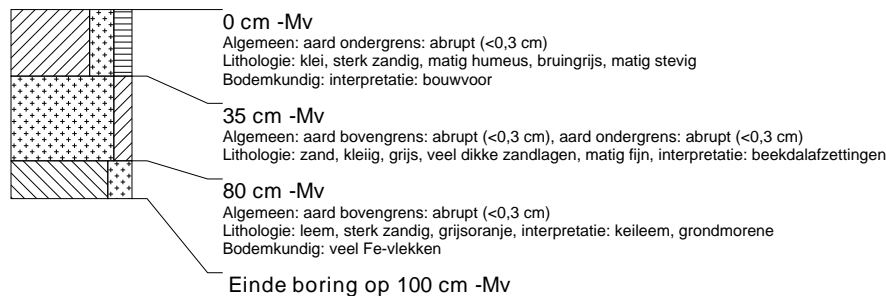 0 cm -Mv
Algemeen: aard ondergrens: abrupt (<0,3 cm)
Lithologie: klei, sterk zandig, matig humeus, bruingrijs, matig stevig
Bodemkundig: interpretatie: bouwvoor
35 cm -Mv
Algemeen: aard bovengrens: abrupt (<0,3 cm), aard ondergrens: abrupt (<0,3 cm)
Lithologie: zand, kleiig, grijs, veel dikke zandlagen, matig fijn, interpretatie: beekdalafzettingen
80 cm -Mv
Algemeen: aard bovengrens: abrupt (<0,3 cm)
Lithologie: leem, sterk zandig, grijsoranje, interpretatie: keileem, grondmorene
Bodemkundig: veel Fe-vlekken
Einde boring op 100 cm -Mv